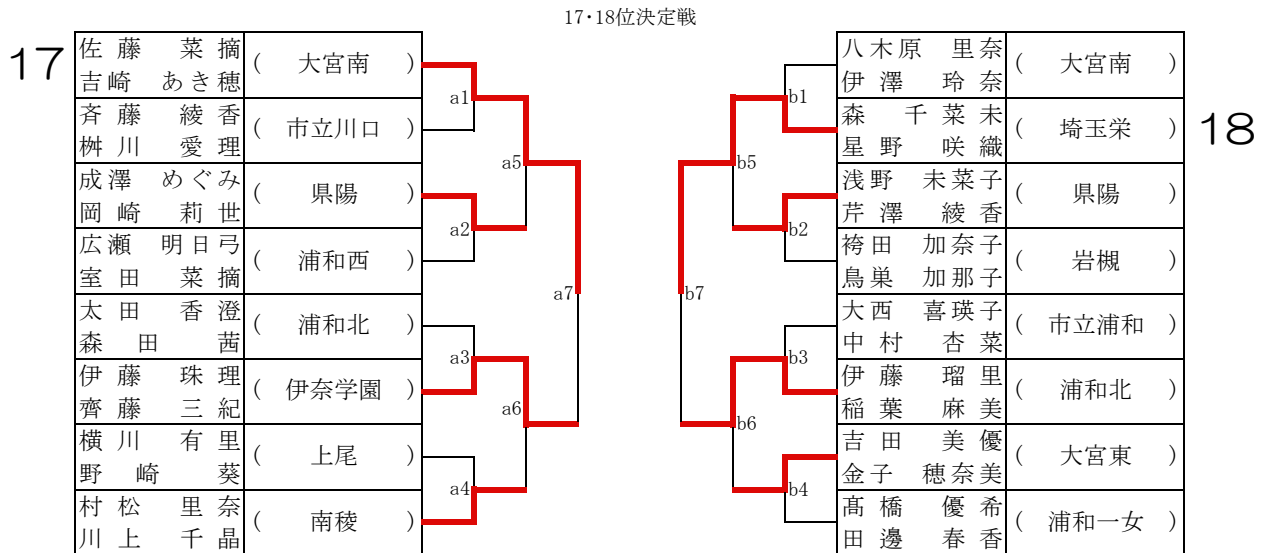 17・18位決定戦
17
佐藤 菜摘
吉崎 あき穂
( 大宮南 )
斉藤 綾香
桝川 愛理
( 市立川口 )
成澤 めぐみ
岡崎 莉世
( 県陽 )
広瀬 明日弓
室田 菜摘
( 浦和西 )
太田 香澄
森田 茜
( 浦和北 )
伊藤 珠理
齊藤 三紀
( 伊奈学園 )
横川 有里
野崎 葵
( 上尾 )
村松 里奈
川上 千晶
( 南稜 )
a1
a5
a2
a7
a3
a6
a4
b1
b5
b2
b7
b3
b6
b4
八木原 里奈
伊澤 玲奈
( 大宮南 )
森 千菜未
星野 咲織
( 埼玉栄 )
18
浅野 未菜子
芹澤 綾香
( 県陽 )
袴田 加奈子
鳥巣 加那子
( 岩槻 )
大西 喜瑛子
中村 杏菜
( 市立浦和 )
伊藤 瑠里
稲葉 麻美
( 浦和北 )
吉田 美優
金子 穂奈美
( 大宮東 )
髙橋 優希
田邊 春香
( 浦和一女 )